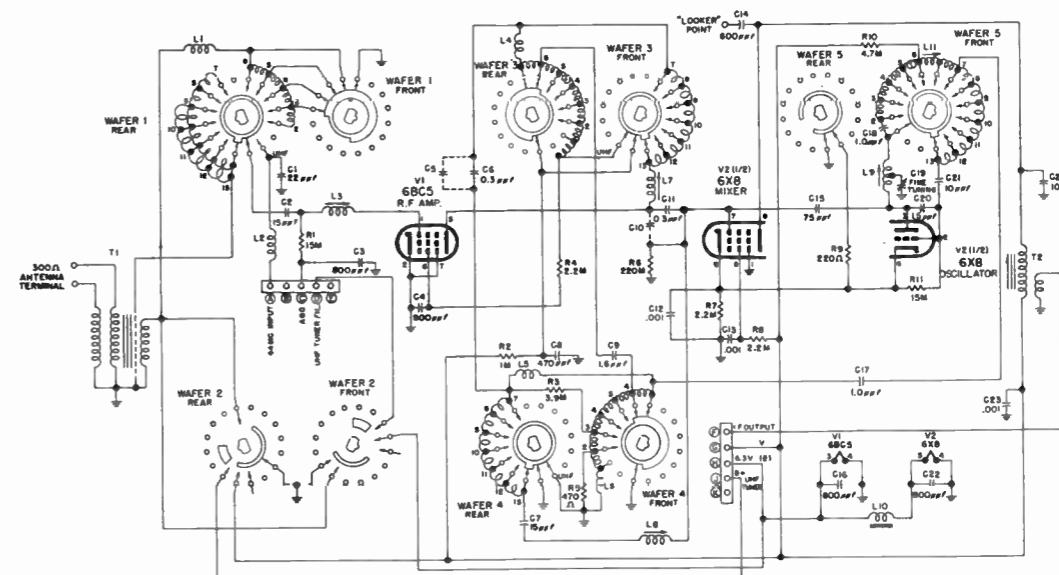 L1
WAFER 1
REAR
WAFER 1
FRONT
UHF
C1
22µµf
C2
15µµf
L3
L2
R1
15M
C3
800µµf
T1
300Ω
ANTENNA
TERMINAL
AGC
UHF TUNER FIL.
WAFER 2
REAR
WAFER 2
FRONT
L4
WAFER 3
REAR
WAFER 3
FRONT
UHF
C5
C6
0.3µµf
V1
6BC5
R.F AMP.
C4
800µµf
R4
2.2M
L7
C11
0.3µµf
C10
R6
220M
R2
1M
C8
470µµf
C9
1.6µµf
L5
R3
3.9M
WAFER 4
REAR
UHF
R5
470
Ω
WAFER 4
FRONT
C7
15µµf
L8
"LOOKER"
POINT
C14
800µµf
V2 (1/2)
6X8
MIXER
C12
.001
R7
2.2M
C13
.001
R8
2.2M
C15
75µµf
R9
220Ω
WAFER 5
REAR
R10
4.7M
L11
WAFER 5
FRONT
C18
1.0µµf
L9
C19
FINE
TUNING
C20
1.5µµf
C21
10µµf
V2 (1/2)
6X8
OSCILLATOR
R11
15M
T2
C17
1.0µµf
C23
.001
OUTPUT
6.3V
B+
UHF
TUNER
V1
6BC5
C16
800µµf
L10
V2
6X8
C22
800µµf